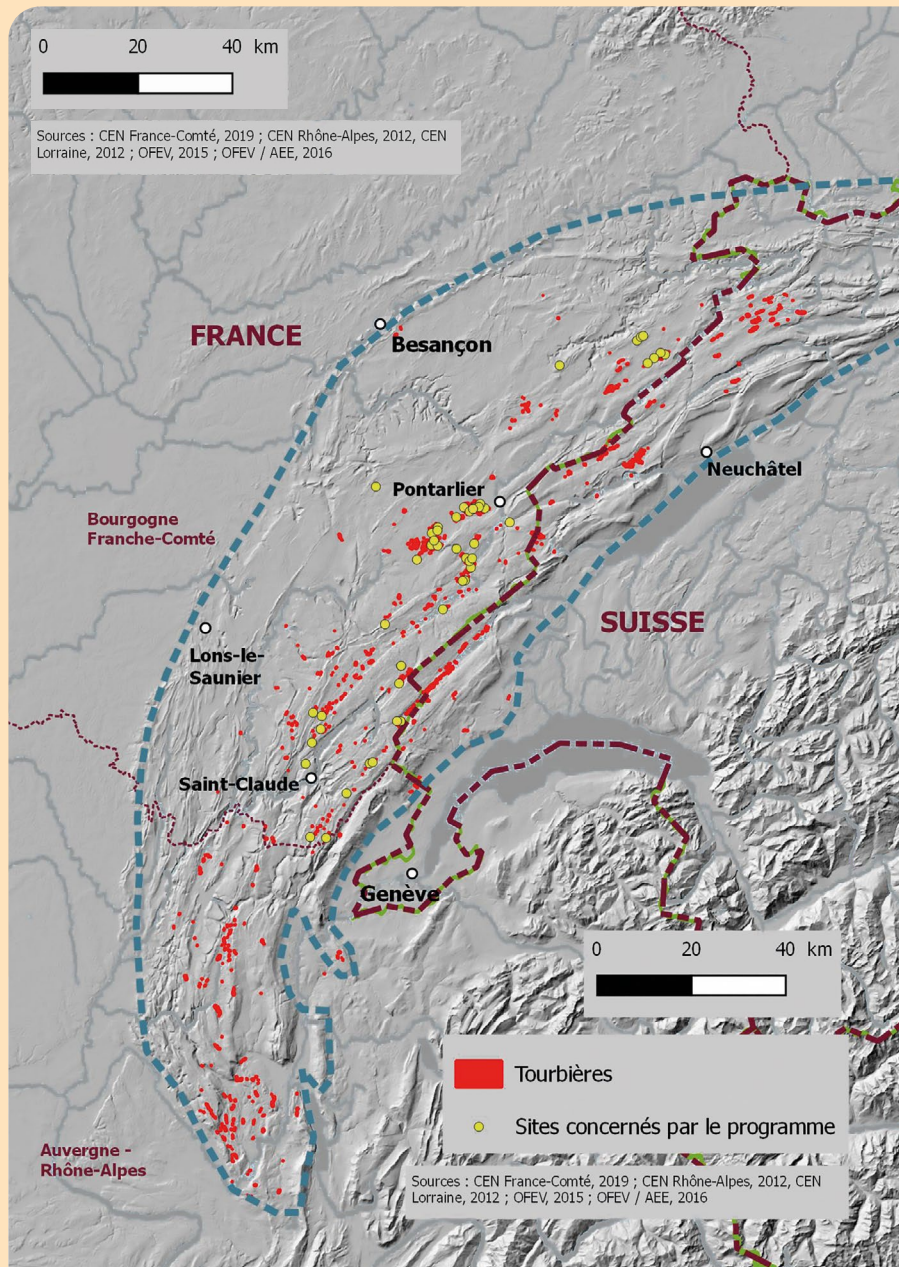 0 20 40 km
Sources : CEN France-Comté, 2019 ; CEN Rhône-Alpes, 2012, CEN
Lorraine, 2012 ; OFEV, 2015 ; OFEV / AEE, 2016
FRANCE
Besançon
Neuchâtel
Pontarlier
Bourgogne
Franche-Comté
SUISSE
Lons-le-
Saunier
Saint-Claude
Genève
0 20 40 km
Tourbières
Sites concernés par le programme
Auvergne -
Rhône-Alpes
Sources : CEN France-Comté, 2019 ; CEN Rhône-Alpes, 2012, CEN
Lorraine, 2012 ; OFEV, 2015 ; OFEV / AEE, 2016